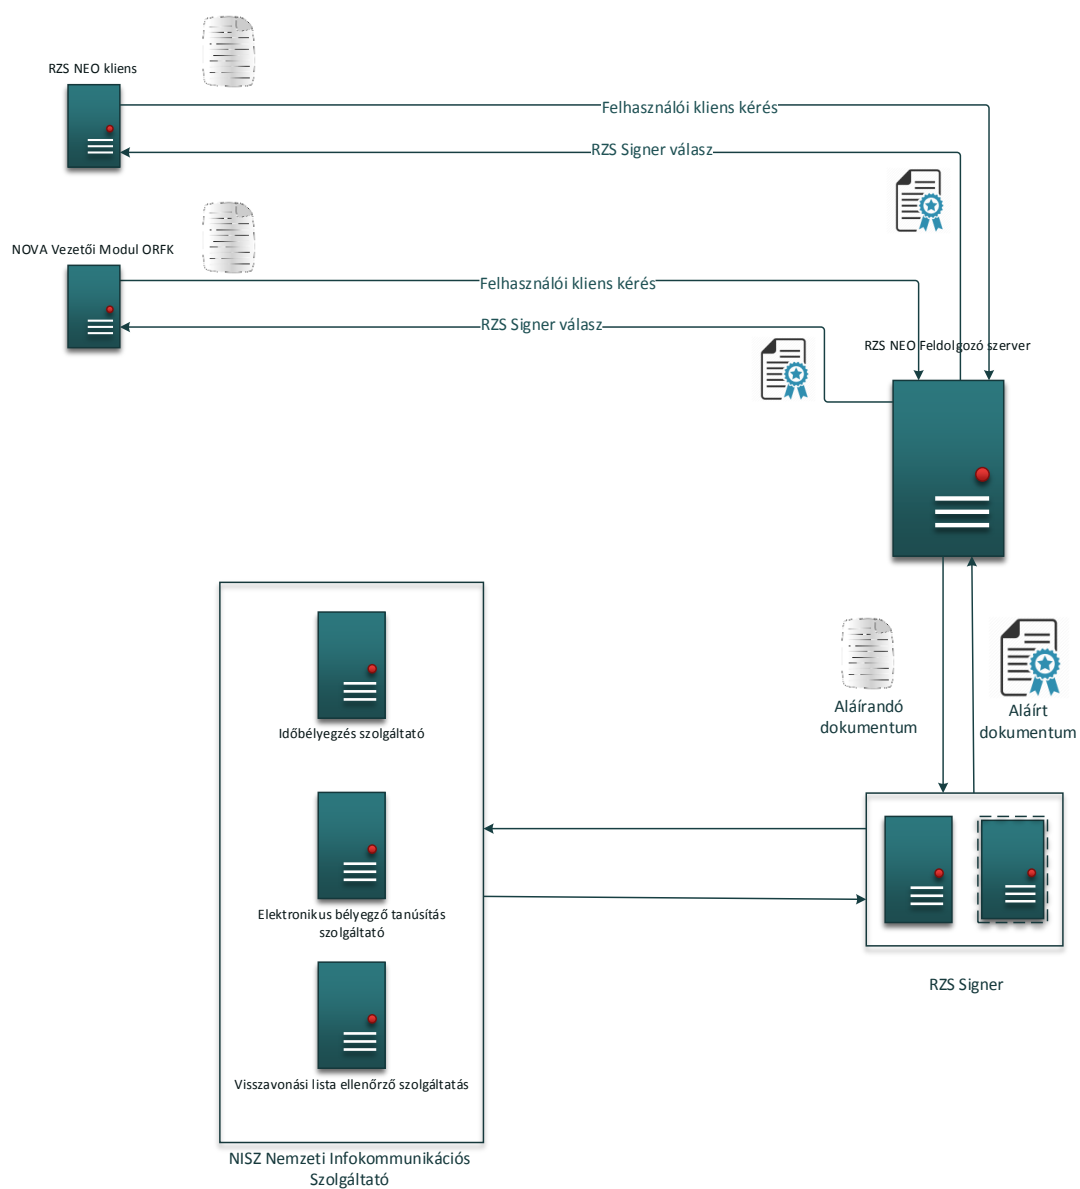 RZS NEO kliens
Felhasználói kliens kérés
RZS Signer válasz
NOVA Vezetői Modul ORFK
Felhasználói kliens kérés
RZS Signer válasz
RZS NEO Feldolgozó szerver
Aláírandó
dokumentum
Aláírt
dokumentum
Időbélyegzés szolgáltató
Elektronikus bélyegző tanúsítás
szolgáltató
RZS Signer
Visszavonási lista ellenőrző szolgáltatás
NISZ Nemzeti Infokommunikációs
Szolgáltató